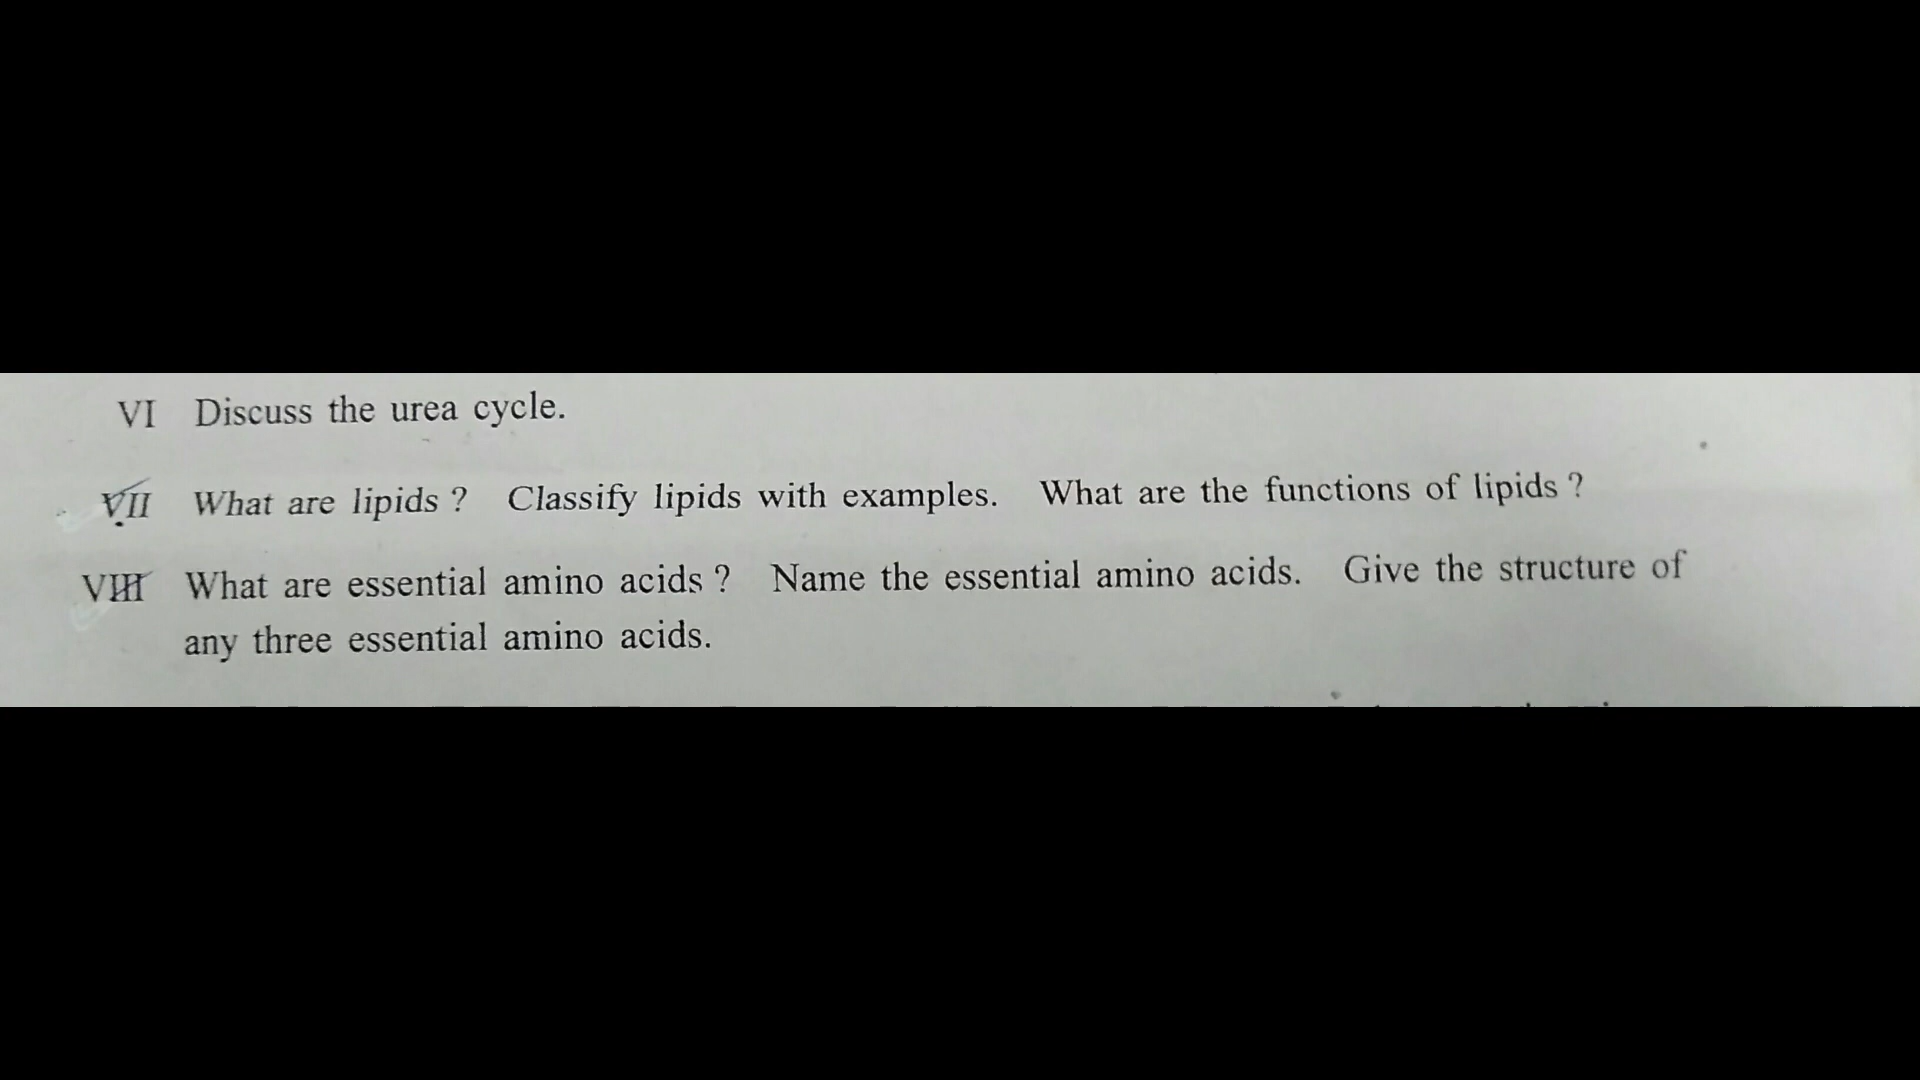 VI Discuss the urea cycle.
VII What are lipids ? Classify lipids with examples. What are the functions of lipids ?
VIII What are essential amino acids ? Name the essential amino acids. Give the structure of
any three essential amino acids.